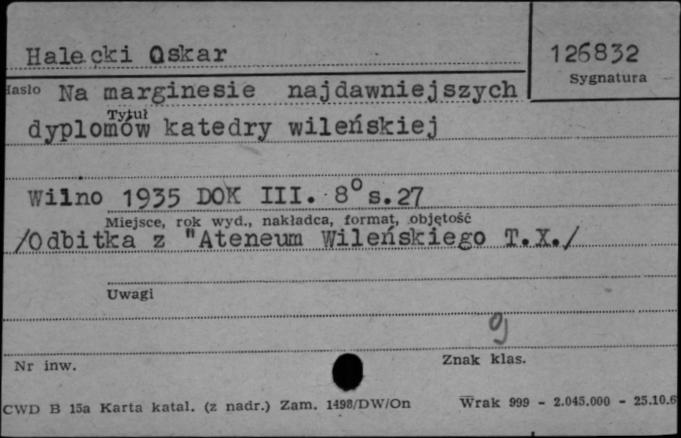 Halecki Oskar
126832
Hasło Na marginesie najdawniejszych
Sygnatura
Tytuł
dyplomów katedry wileńskiej
Wilno 1935 DOK III. 8° s.27
Miejsce, rok wyd., nakładca, format, objętość
/Odbitka z "Ateneum Wileńskiego T.X./
Uwagi
Nr inw.
Znak klas.
CWD B 15a Karta katal. (z nadr.) Zam. 1498/DW/On
Wrak 999 - 2.045.000 - 25.10.6